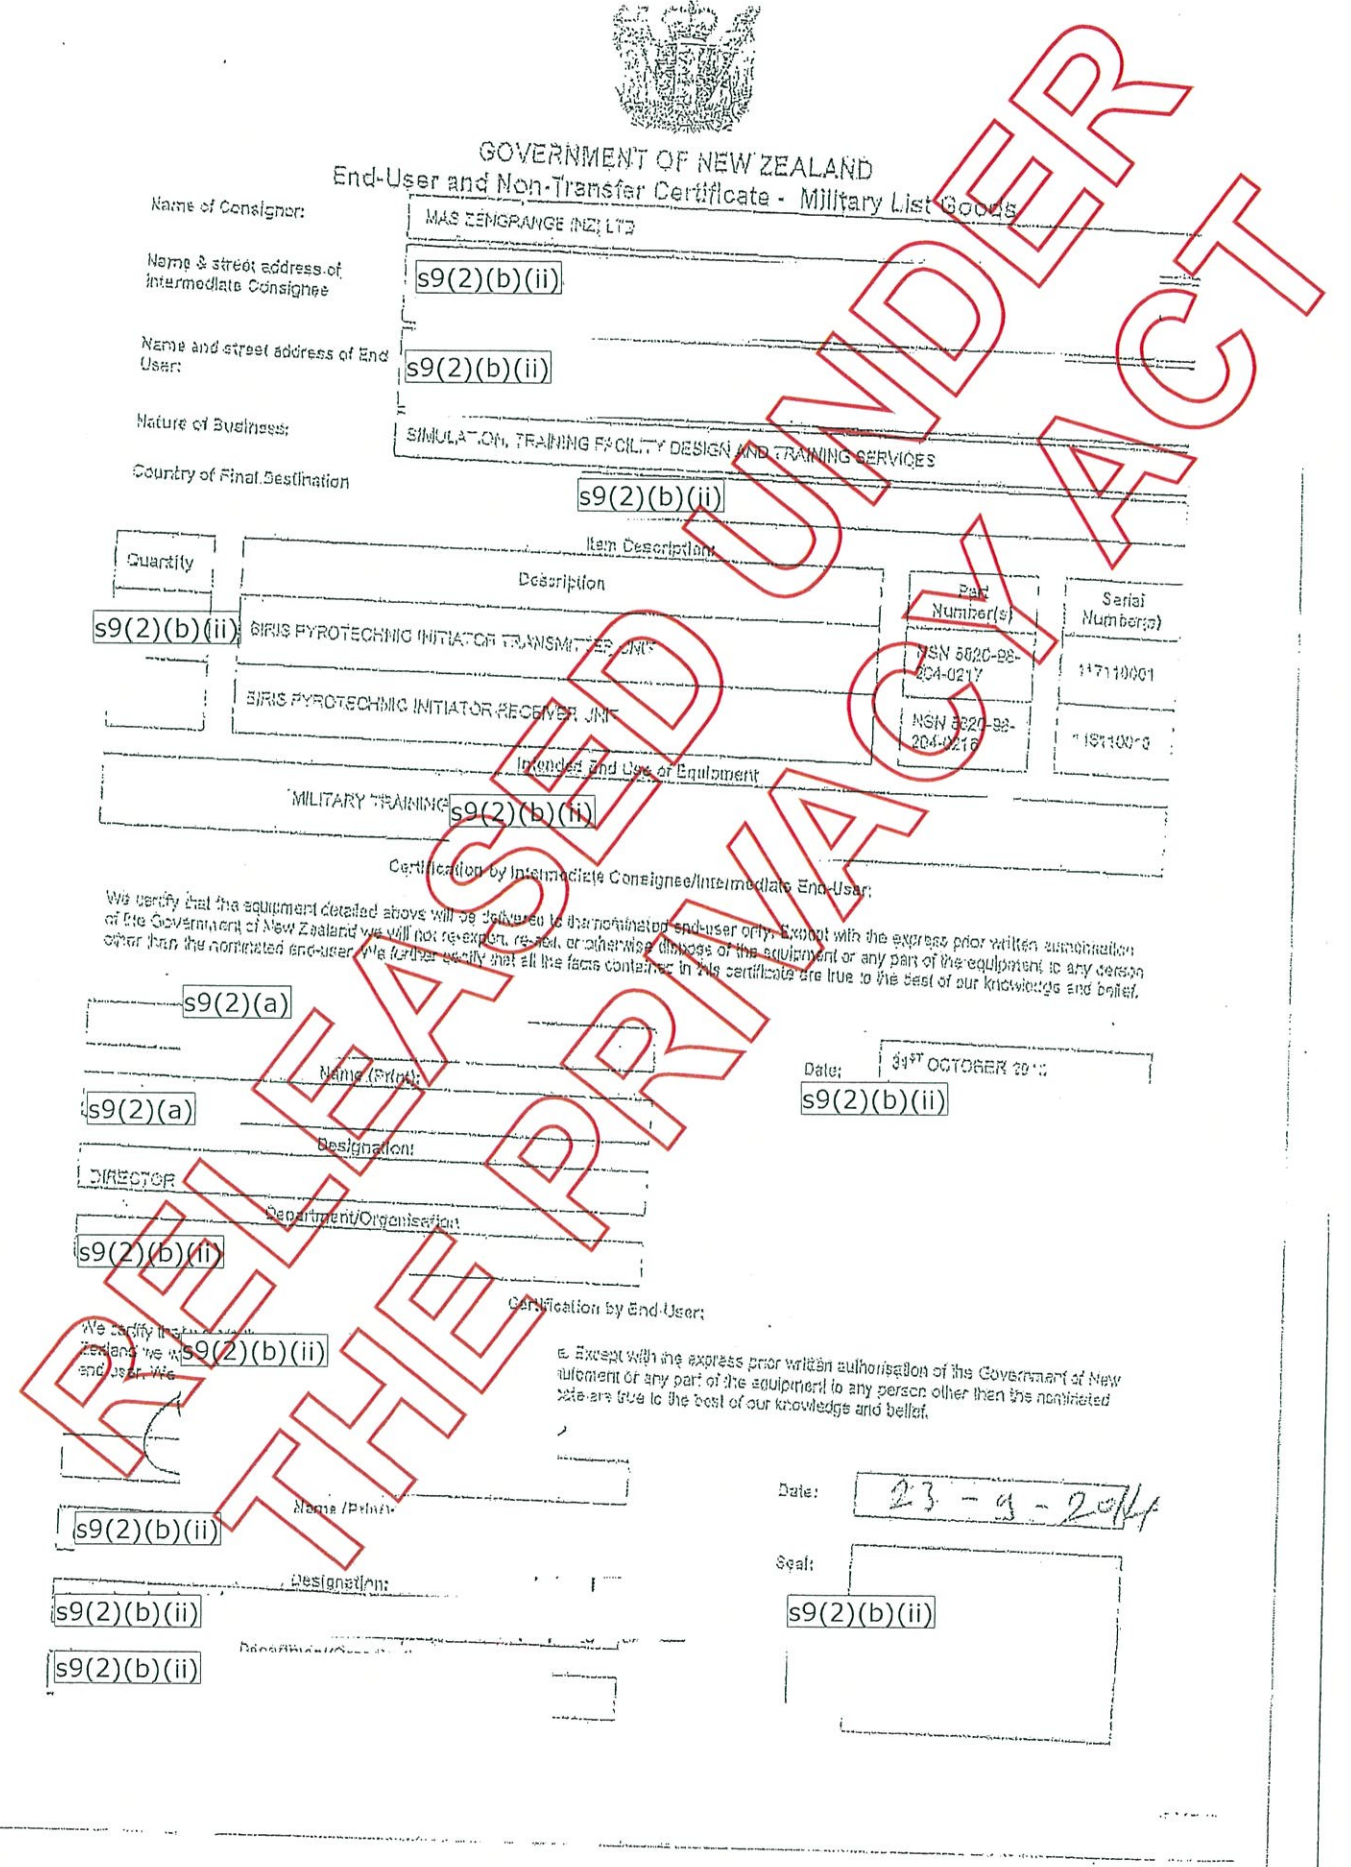 GOVERNMENT OF NEW ZEALAND
End-User and Non-Transfer Certificate - Military List Goods
Name of Consignor:
MAS ZENGRANGE (NZ) LTD
Name & street address of
Intermediate Consignee
s9(2)(b)(ii)
Name and street address of End
User:
s9(2)(b)(ii)
Nature of Business:
SIMULATION, TRAINING FACILITY DESIGN AND TRAINING SERVICES
Country of Final Destination
s9(2)(b)(ii)
Item Description:
Quantity
Description
Part
Number(s)
Serial
Number(s)
s9(2)(b)(ii)
PYROTECHNIC INITIATOR TRANSMITTER UNIT
NSN 5820-98-
204-0217
117110001
PYROTECHNIC INITIATOR RECEIVER UNIT
NSN 5820-98-
204-0216
Intended End Use of Equipment
MILITARY TRAINING s9(2)(b)(ii)
Certification by Intermediate Consignee/Intermediate End-User:
We certify that the equipment detailed above will be delivered to the nominated end-user only. Except with the express prior written authorisation
of the Government of New Zealand we will not re-export, re-sell, or otherwise dispose of the equipment or any part of the equipment to any person
other than the nominated end-user. We further certify that all the facts contained in this certificate are true to the best of our knowledge and belief.
s9(2)(a)
Name (Print):
Date:
31ST OCTOBER
s9(2)(b)(ii)
s9(2)(a)
Designation:
DIRECTOR
Department/Organisation
s9(2)(b)(ii)
Certification by End-User:
We certify
s9(2)(b)(ii)
Zealand we
and user. We
Except with the express prior written authorisation of the Government of New
or any part of the equipment to any person other than the nominated
are true to the best of our knowledge and belief.
Date:
23-9-2014
Name (Print):
s9(2)(b)(ii)
Seal:
s9(2)(b)(ii)
Designation:
s9(2)(b)(ii)
s9(2)(b)(ii)
RELEASED UNDER
THE PRIVACY ACT